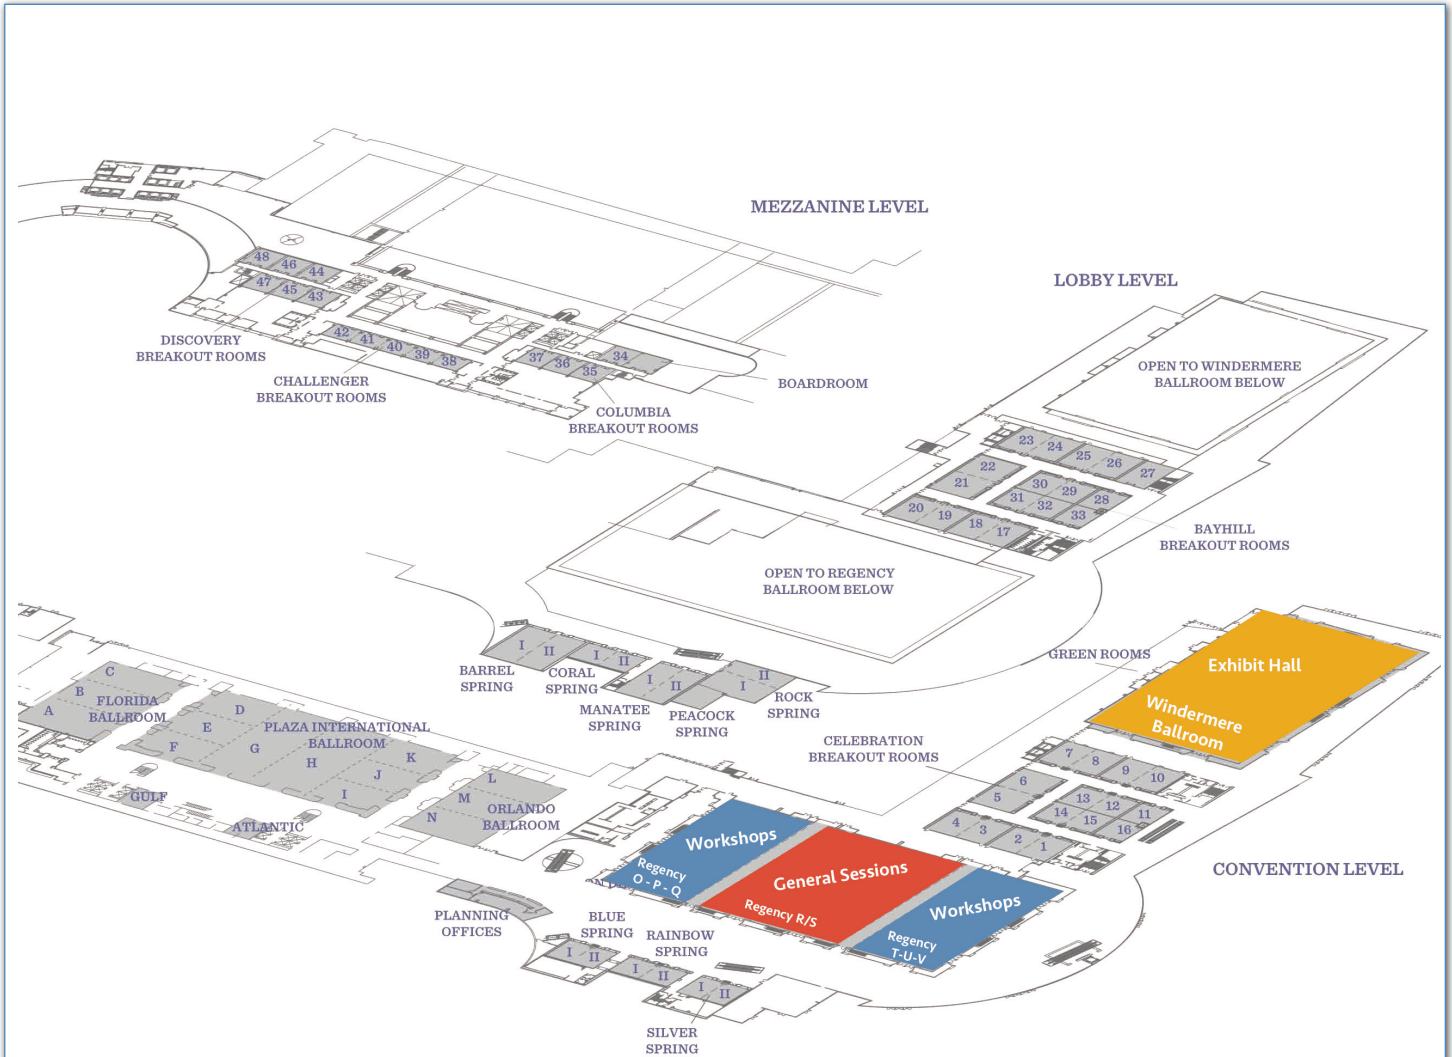 MEZZANINE LEVEL
48
46
44
47
45
43
DISCOVERY
BREAKOUT ROOMS
42
41
40
39
38
CHALLENGER
BREAKOUT ROOMS
37
36
35
34
BOARDROOM
COLUMBIA
BREAKOUT ROOMS
LOBBY LEVEL
OPEN TO WINDERMERE
BALLROOM BELOW
23
24
25
26
27
22
21
30
29
28
31
32
33
20
19
18
17
BAYHILL
BREAKOUT ROOMS
OPEN TO REGENCY
BALLROOM BELOW
I
II
BARREL
SPRING
I
II
CORAL
SPRING
I
II
MANATEE
SPRING
PEACOCK
SPRING
II
I
ROCK
SPRING
GREEN ROOMS
Exhibit Hall
Windermere
Ballroom
CELEBRATION
BREAKOUT ROOMS
7
8
9
10
6
5
13
12
11
14
15
16
4
3
2
1
CONVENTION LEVEL
C
B
A
FLORIDA
BALLROOM
D
E
F
G
H
I
J
K
PLAZA INTERNATIONAL
BALLROOM
GULF
ATLANTIC
L
M
N
ORLANDO
BALLROOM
Workshops
Regency
O - P - Q
General Sessions
Regency R/S
Workshops
Regency
T-U-V
PLANNING
OFFICES
BLUE
SPRING
I
II
RAINBOW
SPRING
I
II
I
II
SILVER
SPRING